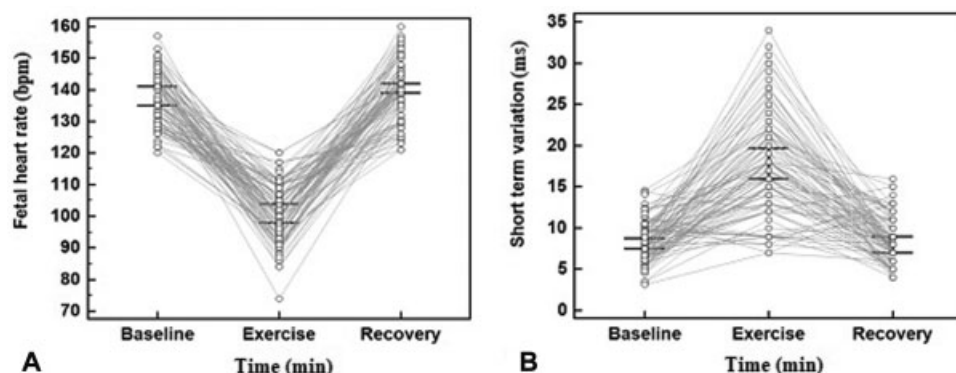 Fetal heart rate (bpm)
160
150
140
130
120
110
100
90
80
70
Baseline Exercise Recovery
Time (min)
A
Short term variation (ms)
35
30
25
20
15
10
5
0
Baseline Exercise Recovery
Time (min)
B